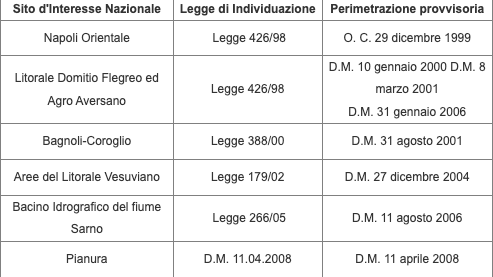 Sito d'Interesse Nazionale Legge di Individuazione Perimetrazione provvisoria
Napoli Orientale Legge 426/98 O. C. 29 dicembre 1999
Litorale Domitio Flegreo ed
Agro Aversano
Legge 426/98
D.M. 10 gennaio 2000 D.M. 8
marzo 2001
D.M. 31 gennaio 2006
Bagnoli-Coroglio Legge 388/00 D.M. 31 agosto 2001
Aree del Litorale Vesuviano Legge 179/02 D.M. 27 dicembre 2004
Bacino Idrografico del fiume
Sarno
Legge 266/05 D.M. 11 agosto 2006
Pianura D.M. 11.04.2008 D.M. 11 aprile 2008